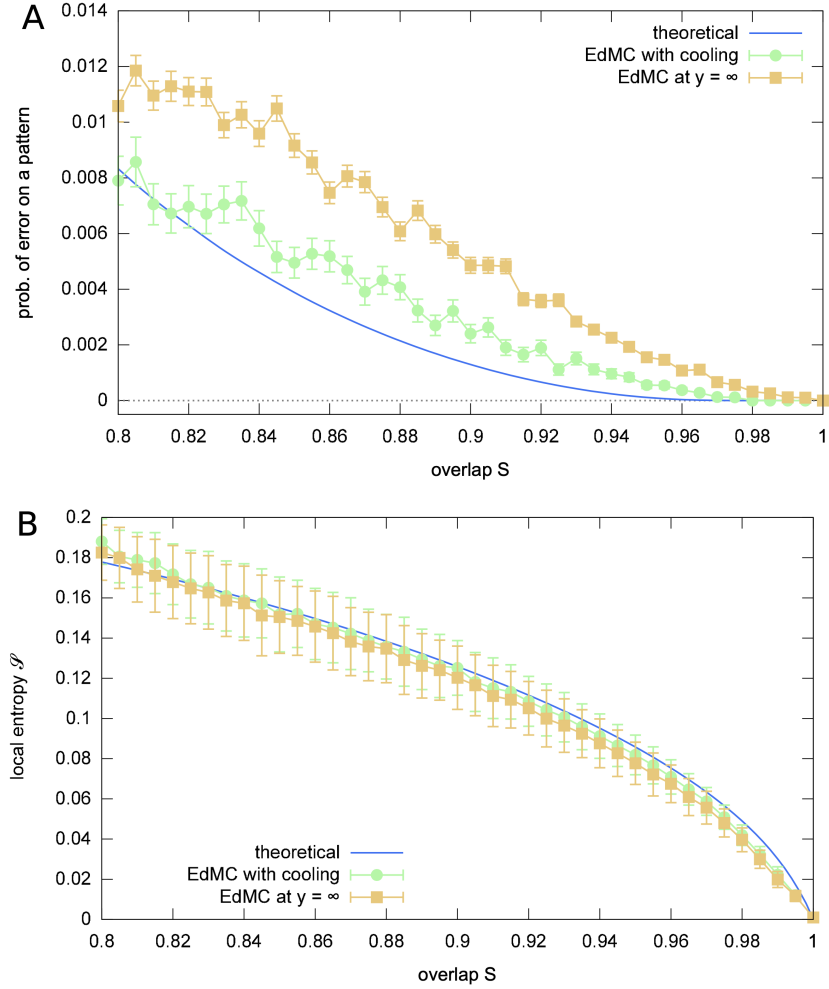 A
0.014
0.012
0.01
0.008
0.006
0.004
0.002
0
prob. of error on a pattern
theoretical
EdMC with cooling
EdMC at y = ∞
0.8 0.82 0.84 0.86 0.88 0.9 0.92 0.94 0.96 0.98 1
overlap S
B
0.2
0.18
0.16
0.14
0.12
0.1
0.08
0.06
0.04
0.02
0
local entropy 𝒮
theoretical
EdMC with cooling
EdMC at y = ∞
0.8 0.82 0.84 0.86 0.88 0.9 0.92 0.94 0.96 0.98 1
overlap S